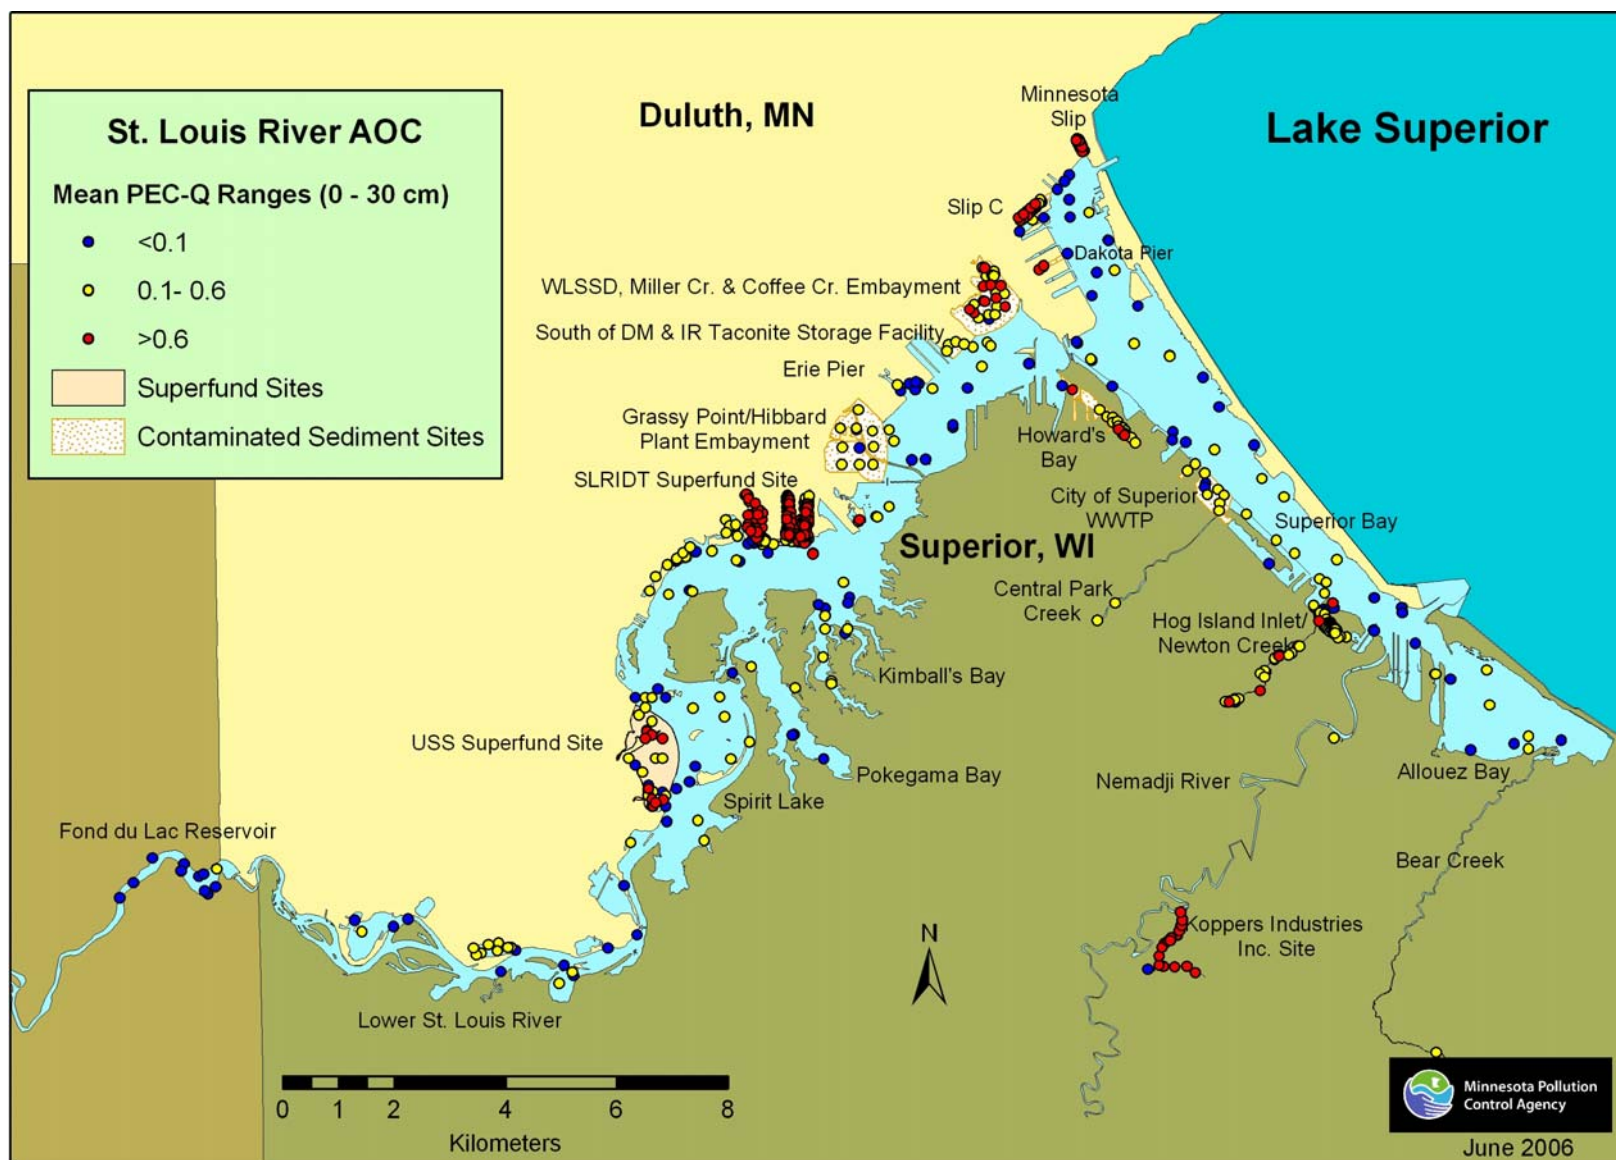 St. Louis River AOC
Mean PEC-Q Ranges (0 - 30 cm)
<0.1
0.1- 0.6
>0.6
Superfund Sites
Contaminated Sediment Sites
Duluth, MN
Lake Superior
Minnesota
Slip
Slip C
Dakota Pier
WLSSD, Miller Cr. & Coffee Cr. Embayment
South of DM & IR Taconite Storage Facility
Erie Pier
Grassy Point/Hibbard
Plant Embayment
Howard's
Bay
SLRIDT Superfund Site
City of Superior
WWTP
Superior Bay
Superior, WI
Central Park
Creek
Hog Island Inlet/
Newton Creek
Kimball's Bay
USS Superfund Site
Pokegama Bay
Nemadji River
Allouez Bay
Spirit Lake
Fond du Lac Reservoir
Bear Creek
Koppers Industries
Inc. Site
N
Lower St. Louis River
0 1 2 4 6 8
Kilometers
Minnesota Pollution
Control Agency
June 2006